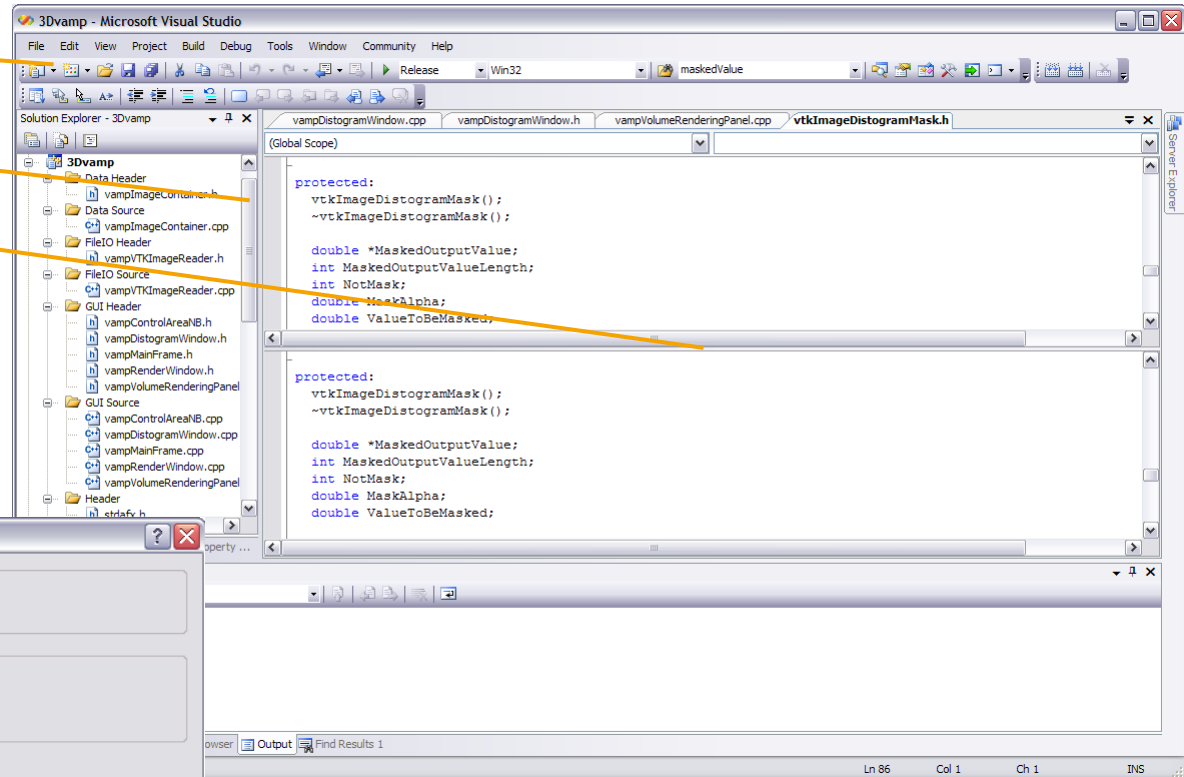 3Dvamp - Microsoft Visual Studio
File Edit View Project Build Debug Tools Window Community Help
Release Win32 maskedValue
Solution Explorer - 3Dvamp
vampDistogramWindow.cpp vampDistogramWindow.h vampVolumeRenderingPanel.cpp vtkImageDistogramMask.h
(Global Scope)
Server Explorer
3Dvamp
Data Header
vampImageContainer.h
Data Source
vampImageContainer.cpp
FileIO Header
vampVTKImageReader.h
FileIO Source
vampVTKImageReader.cpp
GUI Header
vampControlAreaNB.h
vampDistogramWindow.h
vampMainFrame.h
vampRenderWindow.h
vampVolumeRenderingPanel
GUI Source
vampControlAreaNB.cpp
vampDistogramWindow.cpp
vampMainFrame.cpp
vampRenderWindow.cpp
vampVolumeRenderingPanel
Header
stdafx.h
protected:
vtkImageDistogramMask();
~vtkImageDistogramMask();
double *MaskedOutputValue;
int MaskedOutputValueLength;
int NotMask;
double MaskAlpha;
double ValueToBeMasked;
protected:
vtkImageDistogramMask();
~vtkImageDistogramMask();
double *MaskedOutputValue;
int MaskedOutputValueLength;
int NotMask;
double MaskAlpha;
double ValueToBeMasked;
operty ...
owser Output Find Results 1
Ln 86 Col 1 Ch 1 INS